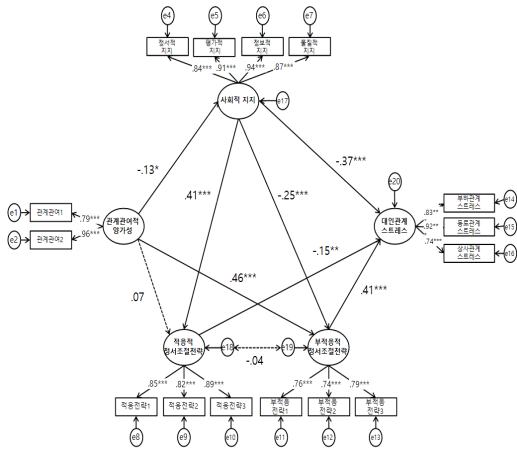 e4
e5
e6
e7
정서적
지지
평가적
지지
정보적
지지
물질적
지지
.84***
.91***
.94***
.87***
사회적 지지
e17
-.13*
-.37***
.41***
-.25***
e20
e1
관계관여1
.79***
e2
관계관여2
.96***
관계관여적
양가성
대인관계
스트레스
.83**
부하관계
스트레스
e14
.92**
동료관계
스트레스
e15
.74***
상사관계
스트레스
e16
-.15**
.46***
.07
.41***
적응적
정서조절전략
e18
e19
-.04
부적응적
정서조절전략
.85***
.82***
.89***
.76***
.74***
.79***
적응전략1
적응전략2
적응전략3
부적응
전략1
부적응
전략2
부적응
전략3
e8
e9
e10
e11
e12
e13